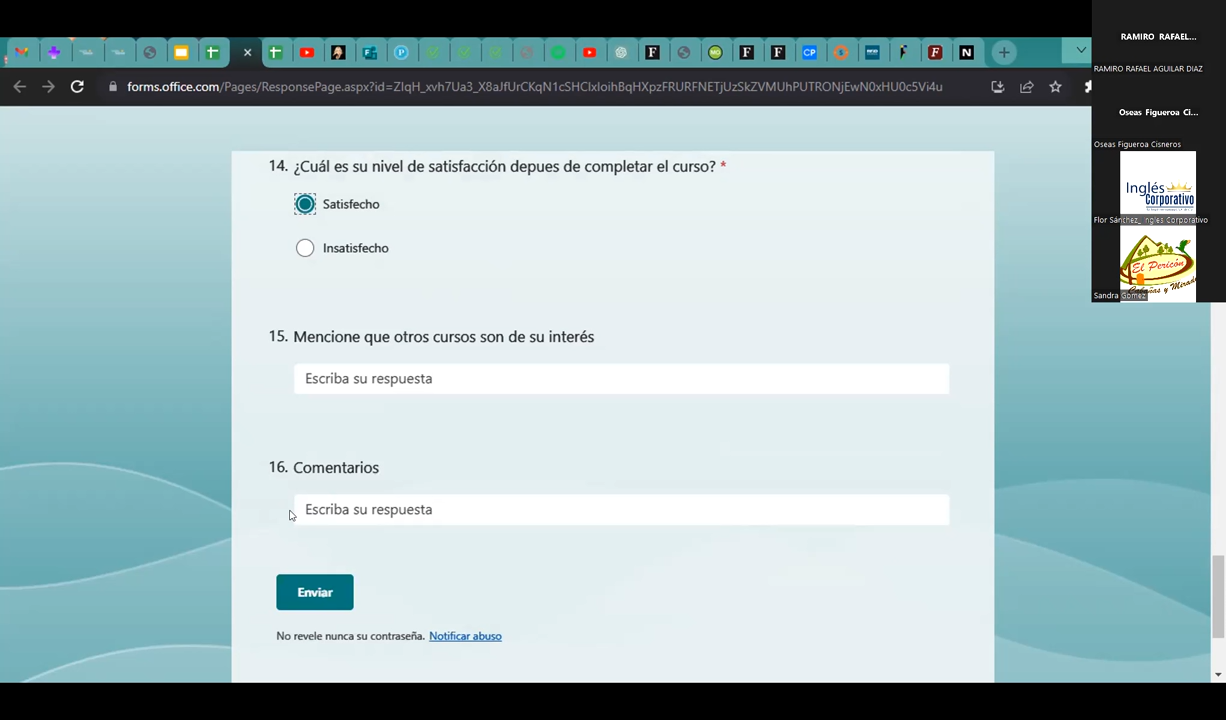 RAMIRO RAFAEL...
RAMIRO RAFAEL AGUILAR DIAZ
Oseas Figueroa Ci...
Oseas Figueroa Cisneros
Inglés
Corporativo
Flor Sánchez_ Ingles Corporativo
El Pericón
Cabañas y Mirador
Sandra Gomez
forms.office.com/Pages/ResponsePage.aspx?id=ZIqH_xvh7Ua3_X8aJfUrCKqN1cSHCIxIoihBqHXpzFRURFNETjUzSkZVMUhPUTRONjEwN0xHU0c5Vi4u
14. ¿Cuál es su nivel de satisfacción depues de completar el curso? *
Satisfecho
Insatisfecho
15. Mencione que otros cursos son de su interés
Escriba su respuesta
16. Comentarios
Escriba su respuesta
Enviar
No revele nunca su contraseña. Notificar abuso